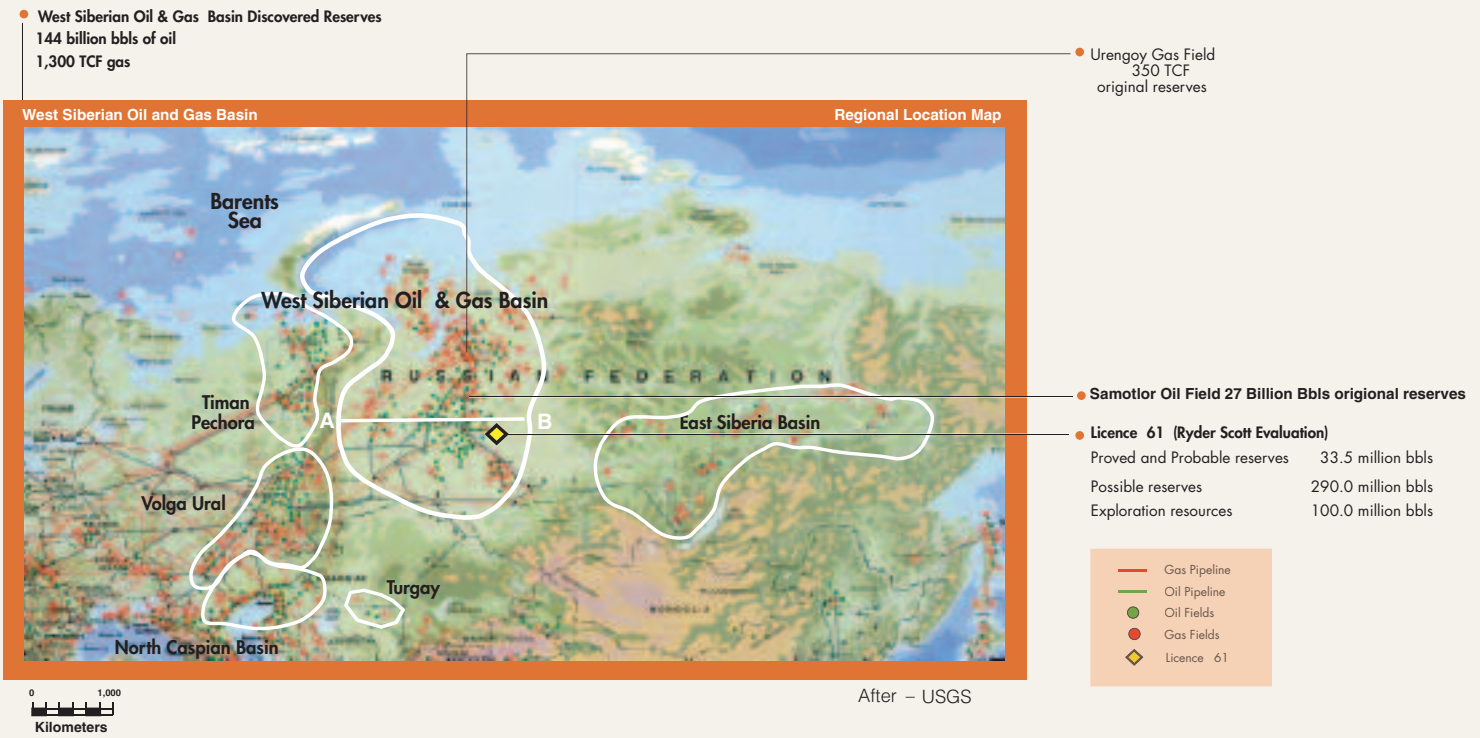 West Siberian Oil & Gas Basin Discovered Reserves
144 billion bbls of oil
1,300 TCF gas
Urengoy Gas Field
350 TCF
original reserves
West Siberian Oil and Gas Basin
Regional Location Map
Barents
Sea
West Siberian Oil & Gas Basin
RUSSIAN FEDERATION
Timan
Pechora
A
B
East Siberia Basin
Volga Ural
Turgay
MONGOLIA
North Caspian Basin
Samotlor Oil Field 27 Billion Bbls origional reserves
Licence 61 (Ryder Scott Evaluation)
Proved and Probable reserves 33.5 million bbls
Possible reserves 290.0 million bbls
Exploration resources 100.0 million bbls
Gas Pipeline
Oil Pipeline
Oil Fields
Gas Fields
Licence 61
0 1,000
Kilometers
After – USGS